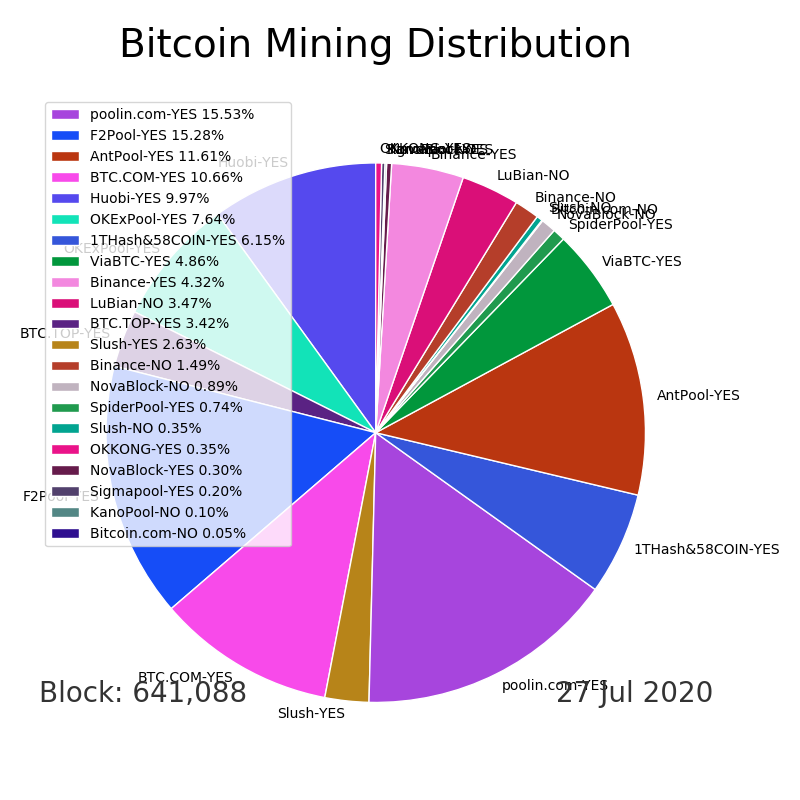 Bitcoin Mining Distribution
poolin.com-YES 15.53%
F2Pool-YES 15.28%
AntPool-YES 11.61%
BTC.COM-YES 10.66%
Huobi-YES 9.97%
OKExPool-YES 7.64%
1THash&58COIN-YES 6.15%
ViaBTC-YES 4.86%
Binance-YES 4.32%
LuBian-NO 3.47%
BTC.TOP-YES 3.42%
Slush-YES 2.63%
Binance-NO 1.49%
NovaBlock-NO 0.89%
SpiderPool-YES 0.74%
Slush-NO 0.35%
OKKONG-YES 0.35%
NovaBlock-YES 0.30%
Sigmapool-YES 0.20%
KanoPool-NO 0.10%
Bitcoin.com-NO 0.05%
Huobi-YES
OKExPool-YES
BTC.TOP-YES
F2Pool-YES
BTC.COM-YES
Slush-YES
poolin.com-YES
1THash&58COIN-YES
AntPool-YES
ViaBTC-YES
SpiderPool-YES
NovaBlock-NO
Bitcoin.com-NO
Slush-NO
Binance-NO
LuBian-NO
Binance-YES
OKKONG-YES
Block: 641,088
27 Jul 2020